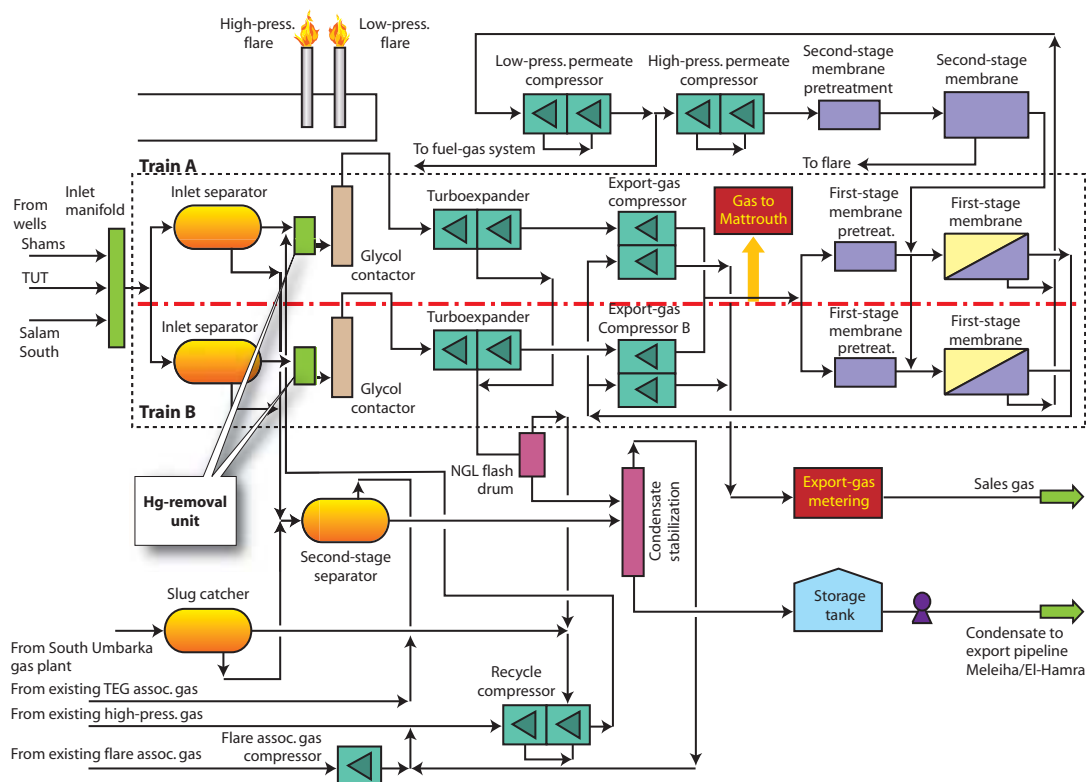 High-press.
flare
Low-press.
flare
Low-press. permeate
compressor
High-press. permeate
compressor
Second-stage
membrane
pretreatment
Second-stage
membrane
To fuel-gas system
To flare
Train A
Inlet
manifold
From
wells
Shams
TUT
Salam
South
Inlet separator
Glycol
contactor
Turboexpander
Export-gas
compressor
Gas to
Mattrouth
First-stage
membrane
pretreat.
First-stage
membrane
Inlet separator
Glycol
contactor
Turboexpander
Export-gas
Compressor B
First-stage
membrane
pretreat.
First-stage
membrane
Train B
Hg-removal
unit
NGL flash
drum
Condensate
stabilization
Export-gas
metering
Sales gas
Second-stage
separator
Slug catcher
Storage
tank
Condensate to
export pipeline
Meleiha/El-Hamra
From South Umbarka
gas plant
From existing TEG assoc. gas
From existing high-press. gas
Recycle
compressor
Flare assoc. gas
compressor
From existing flare assoc. gas